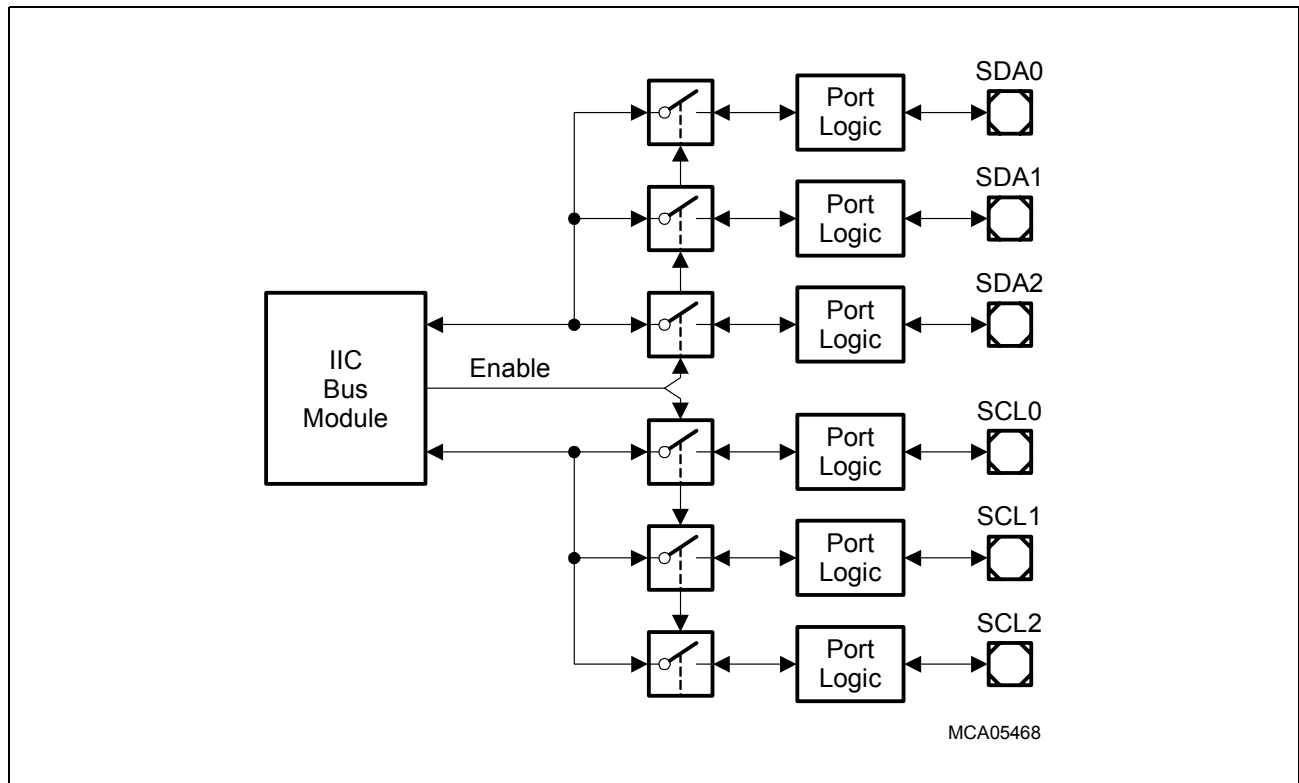 SDA0
Port
Logic
SDA1
Port
Logic
SDA2
Port
Logic
IIC
Bus
Module
Enable
SCL0
Port
Logic
SCL1
Port
Logic
SCL2
Port
Logic
MCA05468